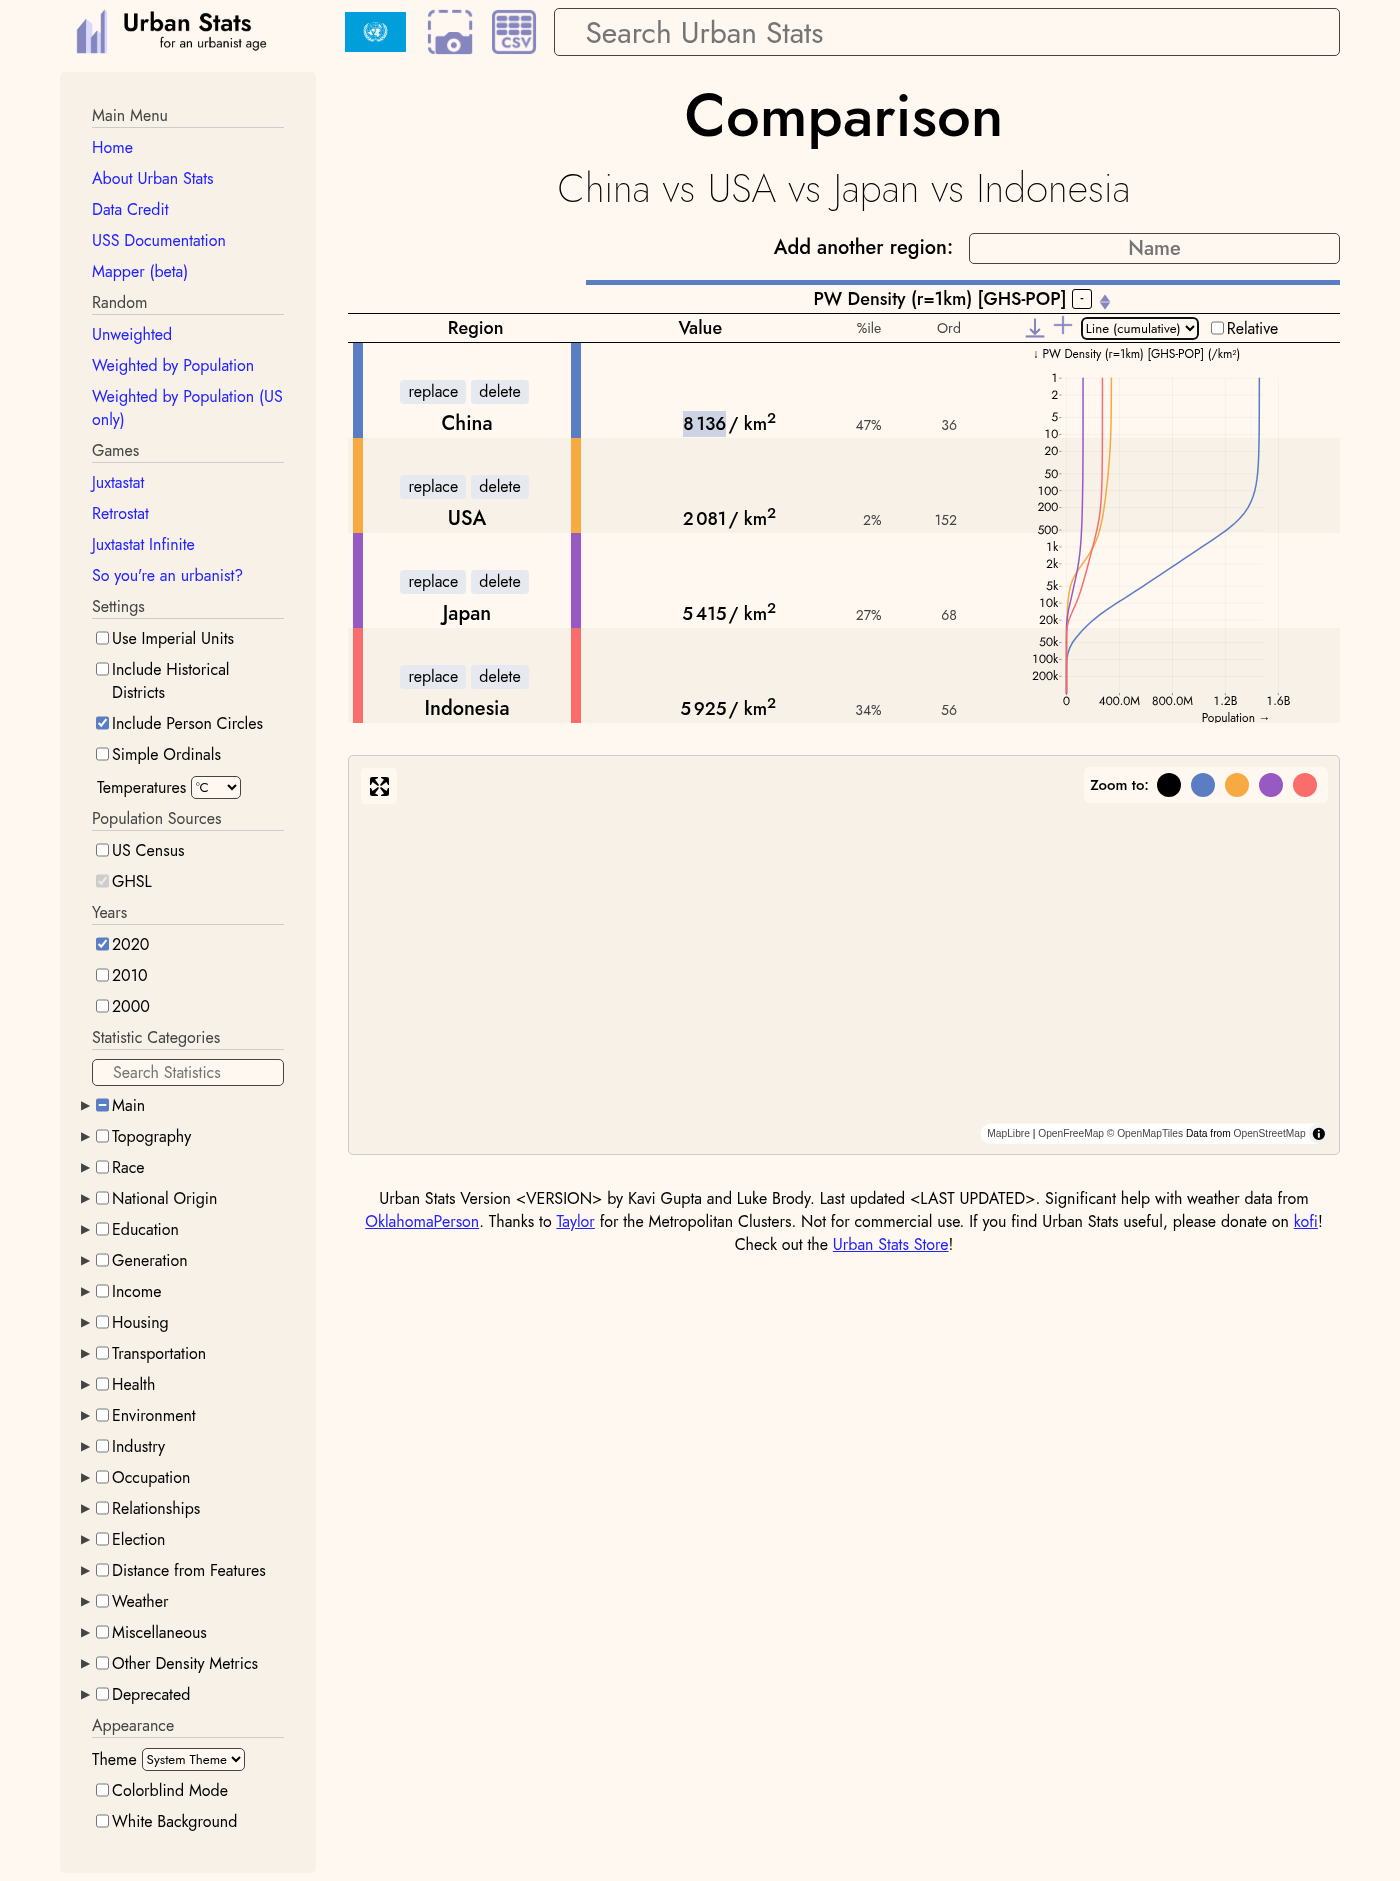 Urban Stats
for an urbanist age
CSV
Search Urban Stats
Main Menu
Home
About Urban Stats
Data Credit
USS Documentation
Mapper (beta)
Random
Unweighted
Weighted by Population
Weighted by Population (US
only)
Games
Juxtastat
Retrostat
Juxtastat Infinite
So you're an urbanist?
Settings
Use Imperial Units
Include Historical
Districts
Include Person Circles
Simple Ordinals
Temperatures °C
Population Sources
US Census
GHSL
Years
2020
2010
2000
Statistic Categories
Search Statistics
Main
Topography
Race
National Origin
Education
Generation
Income
Housing
Transportation
Health
Environment
Industry
Occupation
Relationships
Election
Distance from Features
Weather
Miscellaneous
Other Density Metrics
Deprecated
Appearance
Theme System Theme
Colorblind Mode
White Background
Comparison
China vs USA vs Japan vs Indonesia
Add another region: Name
PW Density (r=1km) [GHS-POP] -
Region Value %ile Ord Line (cumulative) Relative
replace delete
China 8 136 / km² 47% 36
replace delete
USA 2 081 / km² 2% 152
replace delete
Japan 5 415 / km² 27% 68
replace delete
Indonesia 5 925 / km² 34% 56
↓ PW Density (r=1km) [GHS-POP] (/km²)
1
2
5
10
20
50
100
200
500
1k
2k
5k
10k
20k
50k
100k
200k
0 400.0M 800.0M 1.2B 1.6B
Population →
Zoom to:
MapLibre | OpenFreeMap © OpenMapTiles Data from OpenStreetMap
Urban Stats Version <VERSION> by Kavi Gupta and Luke Brody. Last updated <LAST UPDATED>. Significant help with weather data from
OklahomaPerson. Thanks to Taylor for the Metropolitan Clusters. Not for commercial use. If you find Urban Stats useful, please donate on kofi!
Check out the Urban Stats Store!